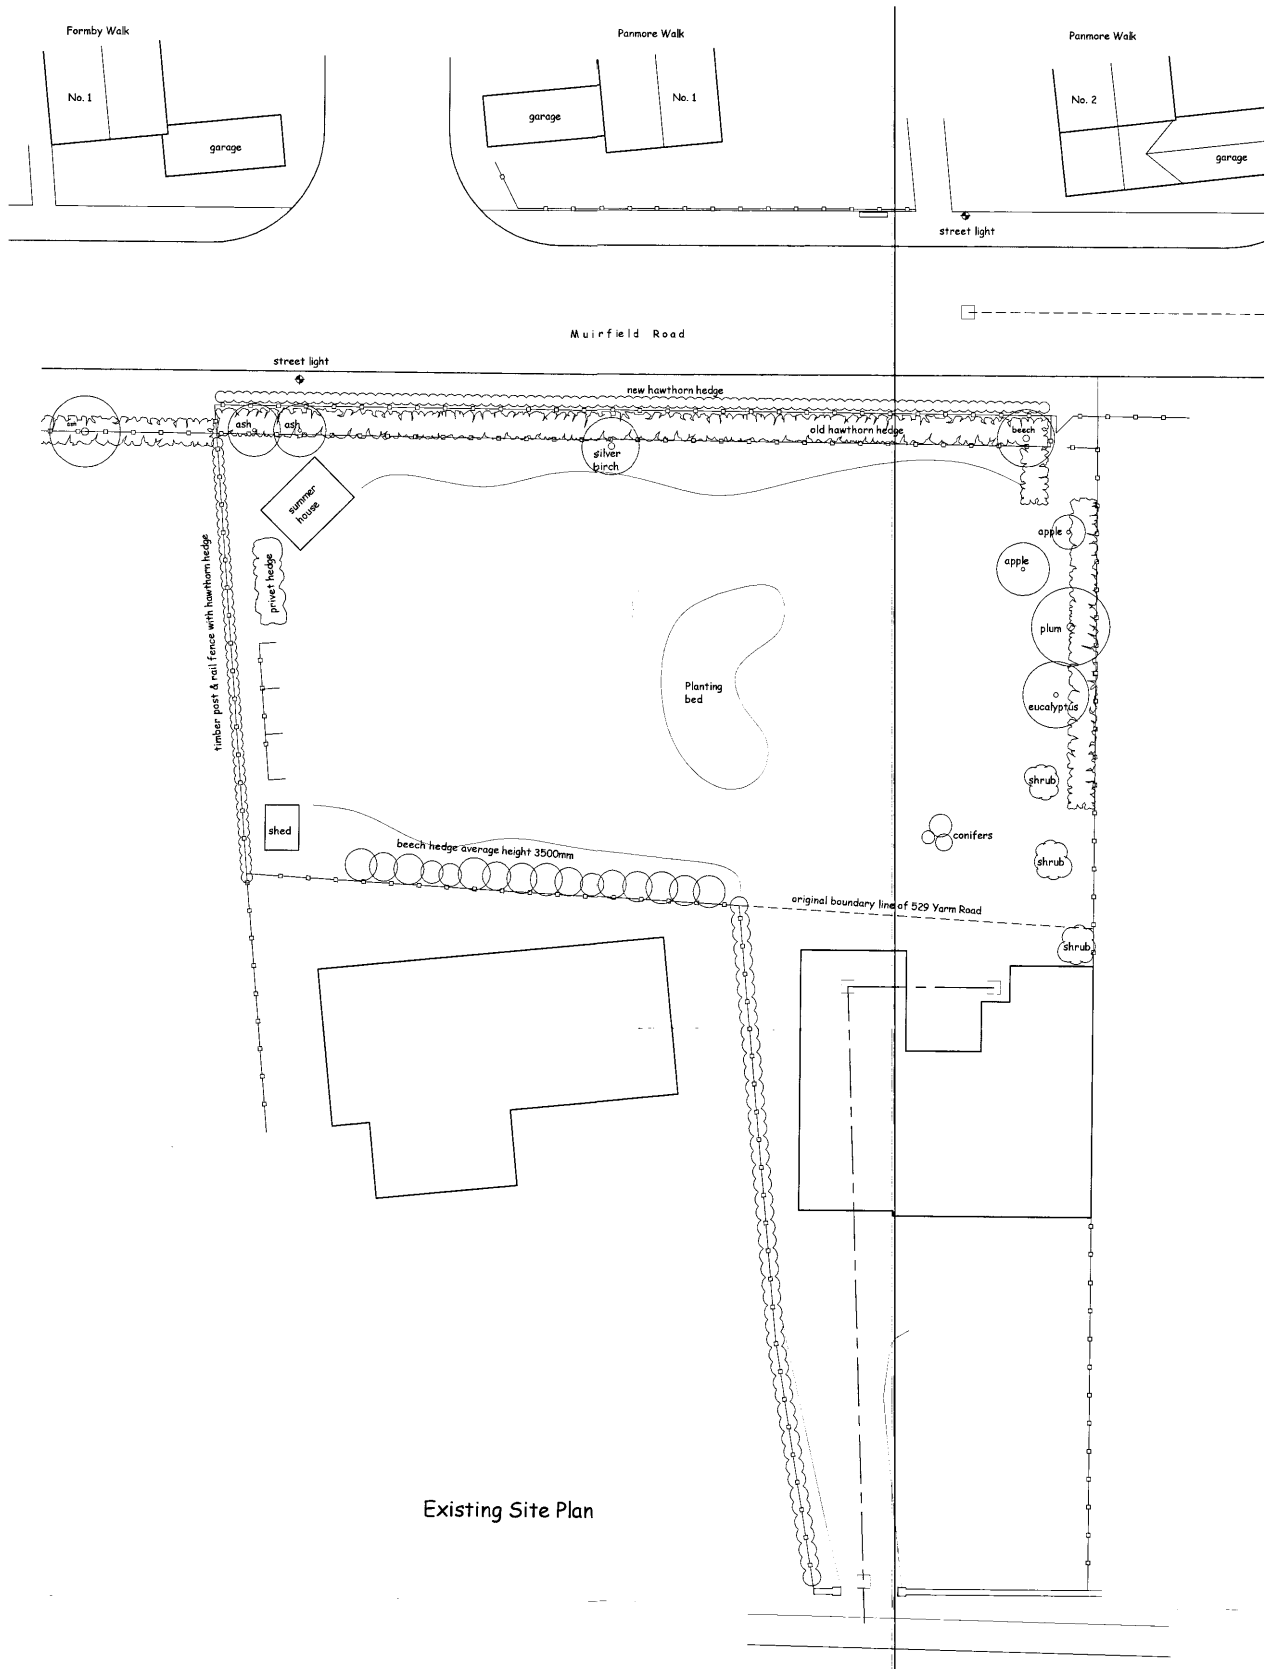 Formby Walk
Panmore Walk
Panmore Walk
No. 1
garage
garage
No. 1
No. 2
garage
street light
Muirfield Road
street light
new hawthorn hedge
ash
ash
ash
old hawthorn hedge
beech
silver
birch
summer
house
apple
apple
privet hedge
timber post & rail fence with hawthorn hedge
plum
Planting
bed
eucalyptus
shrub
shed
conifers
beech hedge average height 3500mm
shrub
original boundary line of 529 Yarm Road
shrub
Existing Site Plan